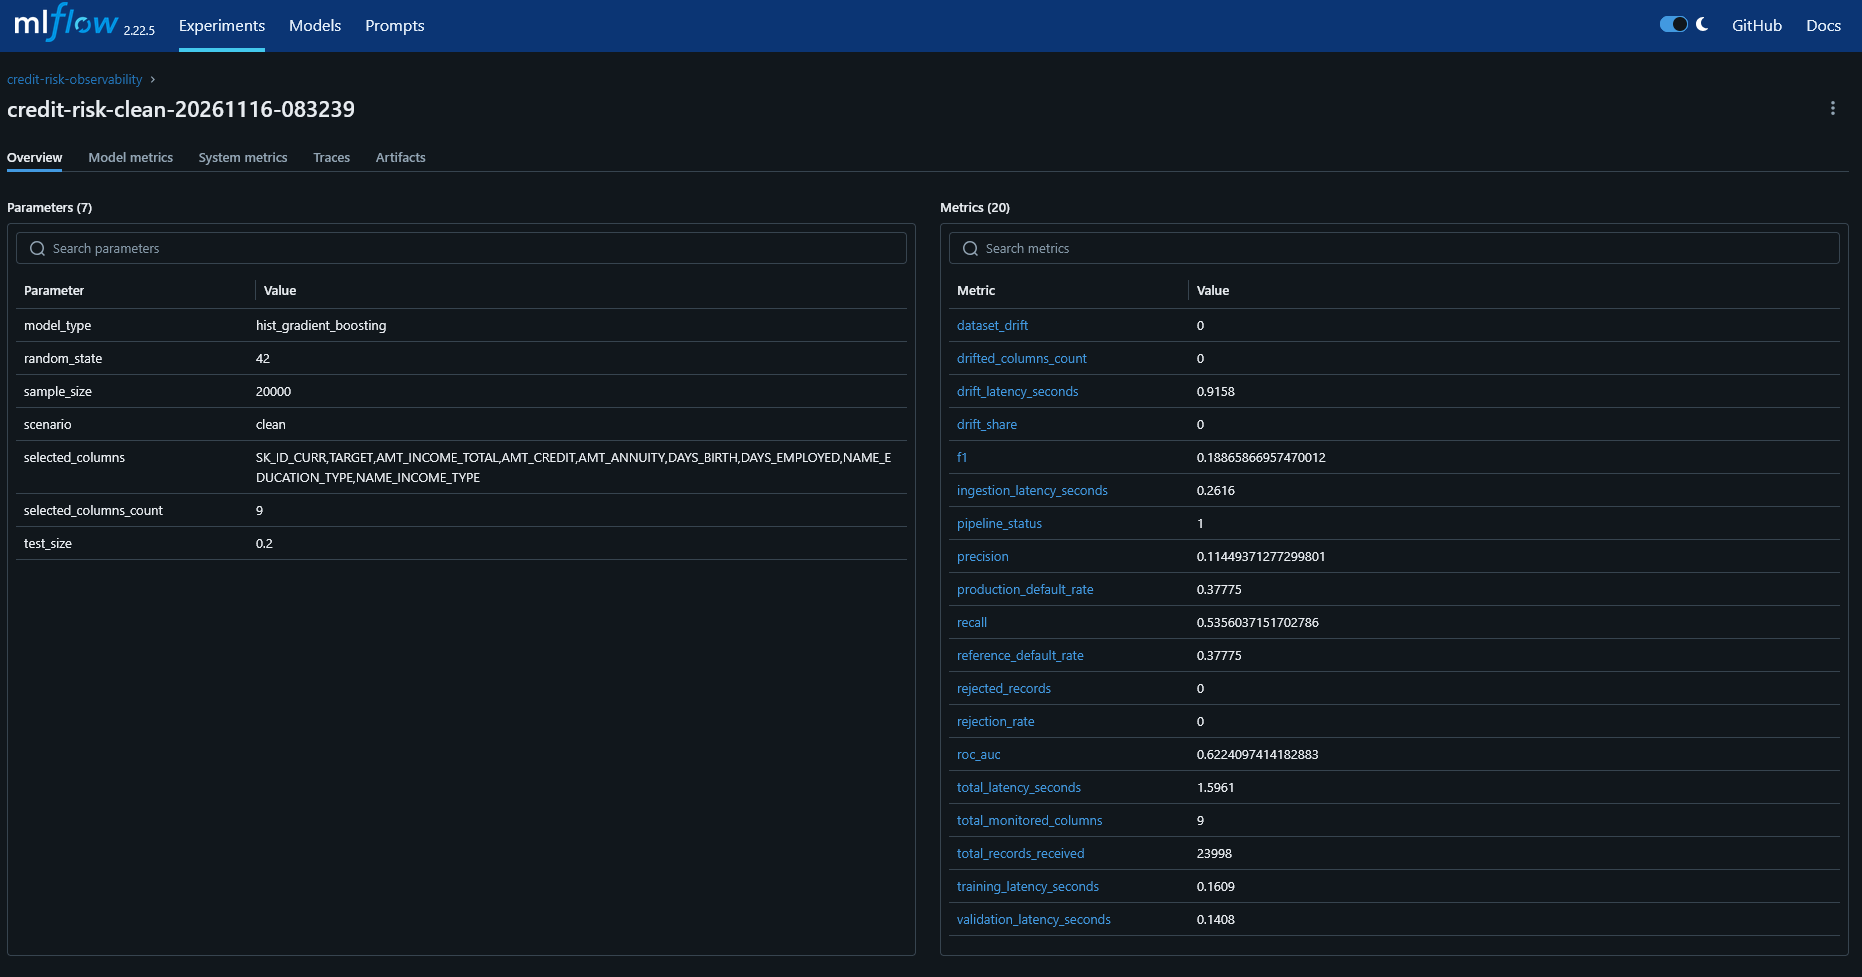 mlflow 2.22.5 Experiments Models Prompts GitHub Docs
credit-risk-observability >
credit-risk-clean-20261116-083239
Overview Model metrics System metrics Traces Artifacts
Parameters (7)
Search parameters
Parameter Value
model_type hist_gradient_boosting
random_state 42
sample_size 20000
scenario clean
selected_columns SK_ID_CURR,TARGET,AMT_INCOME_TOTAL,AMT_CREDIT,AMT_ANNUITY,DAYS_BIRTH,DAYS_EMPLOYED,NAME_E
DUCATION_TYPE,NAME_INCOME_TYPE
selected_columns_count 9
test_size 0.2
Metrics (20)
Search metrics
Metric Value
dataset_drift 0
drifted_columns_count 0
drift_latency_seconds 0.9158
drift_share 0
f1 0.18865866957470012
ingestion_latency_seconds 0.2616
pipeline_status 1
precision 0.11449371277299801
production_default_rate 0.37775
recall 0.5356037151702786
reference_default_rate 0.37775
rejected_records 0
rejection_rate 0
roc_auc 0.6224097414182883
total_latency_seconds 1.5961
total_monitored_columns 9
total_records_received 23998
training_latency_seconds 0.1609
validation_latency_seconds 0.1408